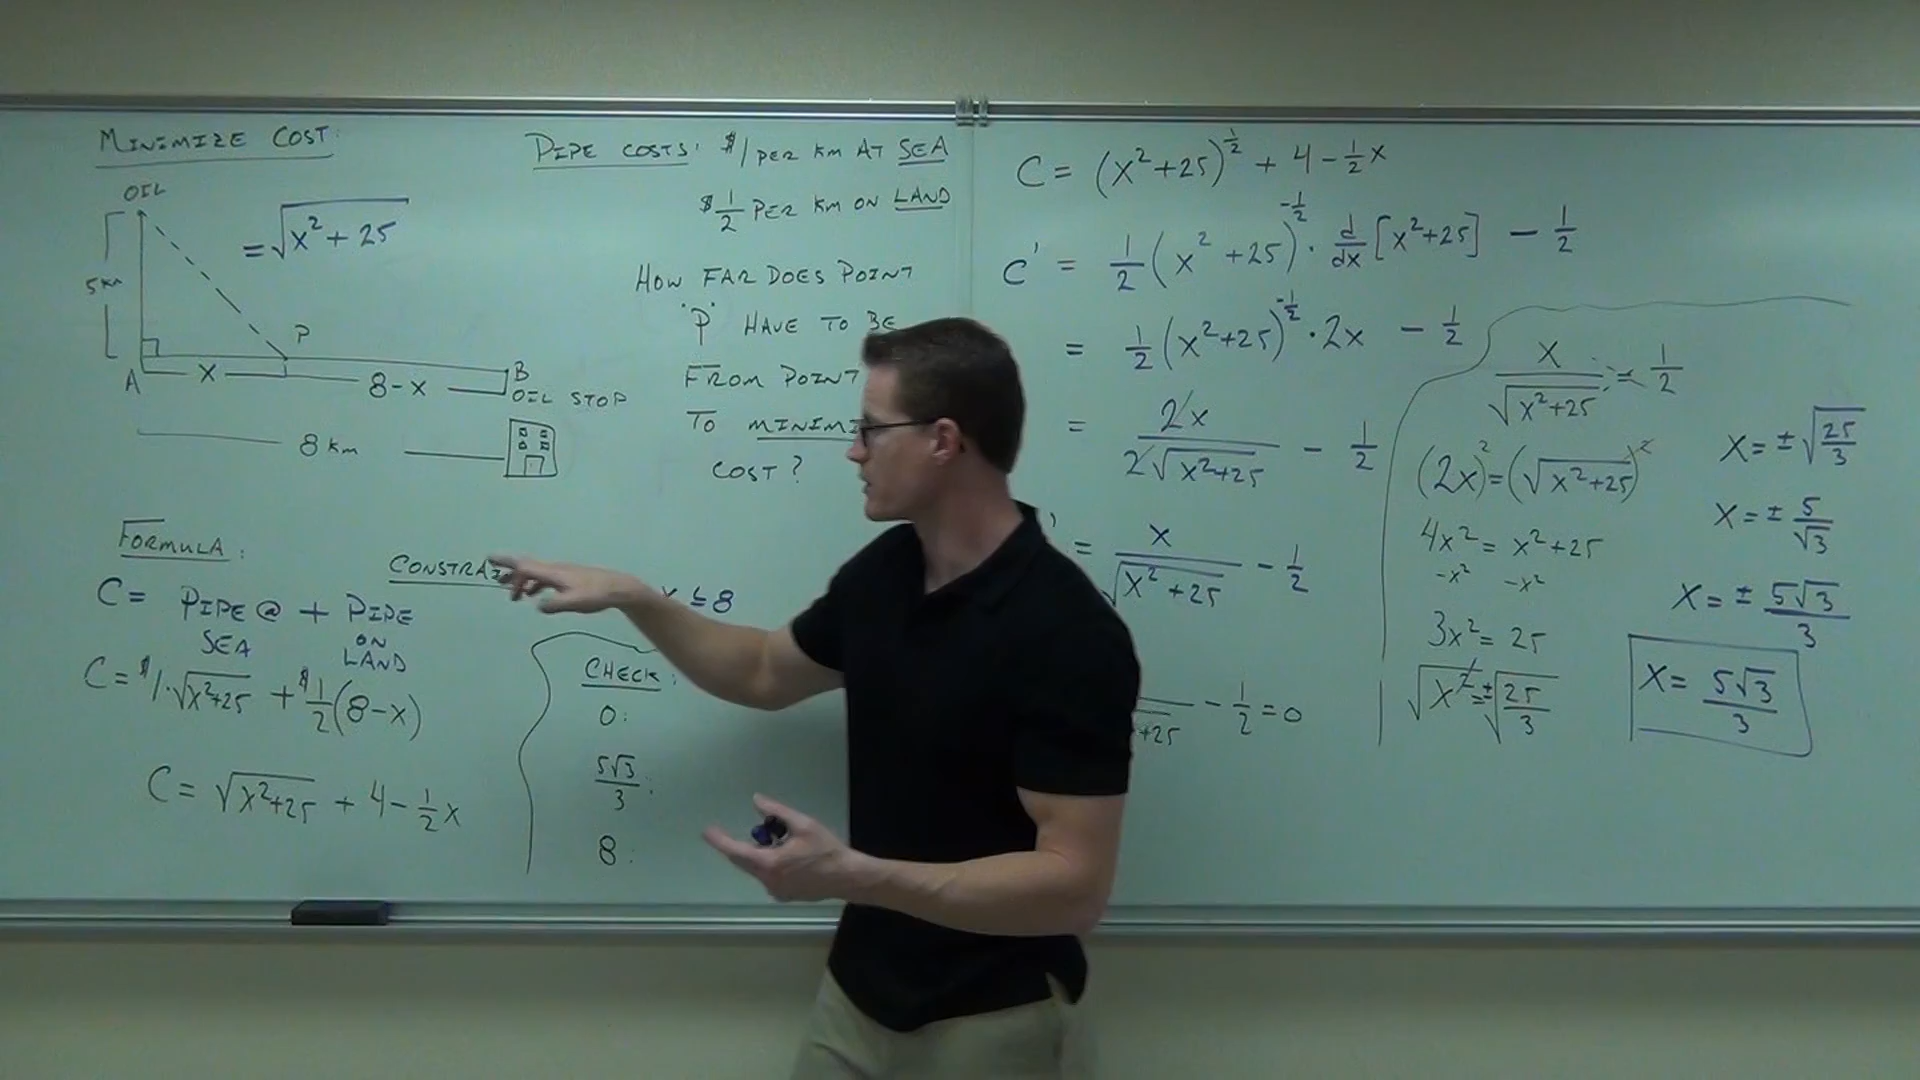 MINIMIZE COST:
OIL
= √(x² + 25)
5 km
P
A
x
8-x
B
OIL STOP
8 km
PIPE COSTS: $1 PER KM AT SEA
$1/2 PER KM ON LAND
HOW FAR DOES POINT
"P" HAVE TO BE
FROM POINT
TO
COST?
FORMULA:
C = PIPE @ SEA + PIPE ON LAND
C = $1·√(x²+25) + $1/2(8-x)
C = √(x²+25) + 4 - 1/2x
≤ 8
CHECK:
0:
5√3/3:
8:
C = (x²+25)^1/2 + 4 - 1/2x
C' = 1/2(x²+25)^-1/2 · d/dx[x²+25] - 1/2
= 1/2(x²+25)^-1/2 · 2x - 1/2
= 2x/2√(x²+25) - 1/2
' = x/√(x²+25) - 1/2
+25 - 1/2 = 0
x/√(x²+25) = 1/2
(2x)² = (√(x²+25))²
4x² = x²+25
-x² -x²
3x² = 25
√x² = ±√(25/3)
x = ±√(25/3)
x = ± 5/√3
x = ± 5√3/3
x = 5√3/3